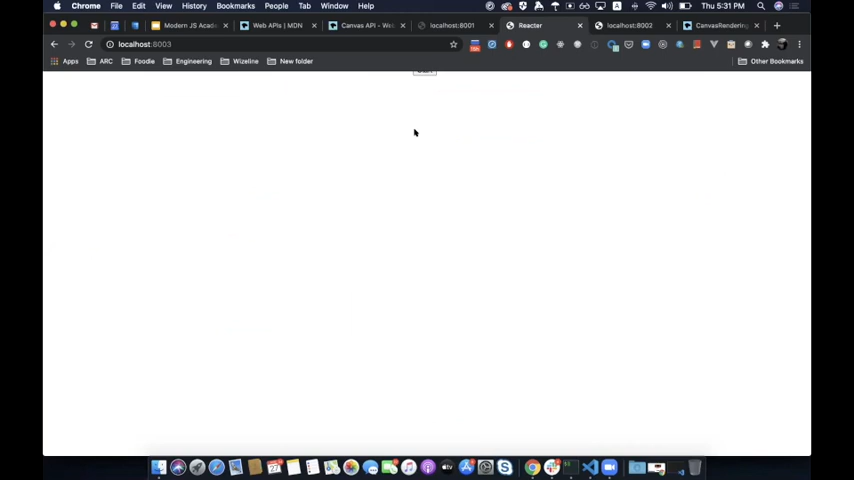 Chrome File Edit View History Bookmarks People Tab Window Help Thu 5:31 PM
Modern JS Acade Web APIs | MDN Canvas API - Web localhost:8001 Reacter localhost:8002 CanvasRendering
localhost:8003
Apps ARC Foodie Engineering Wizeline New folder Other Bookmarks